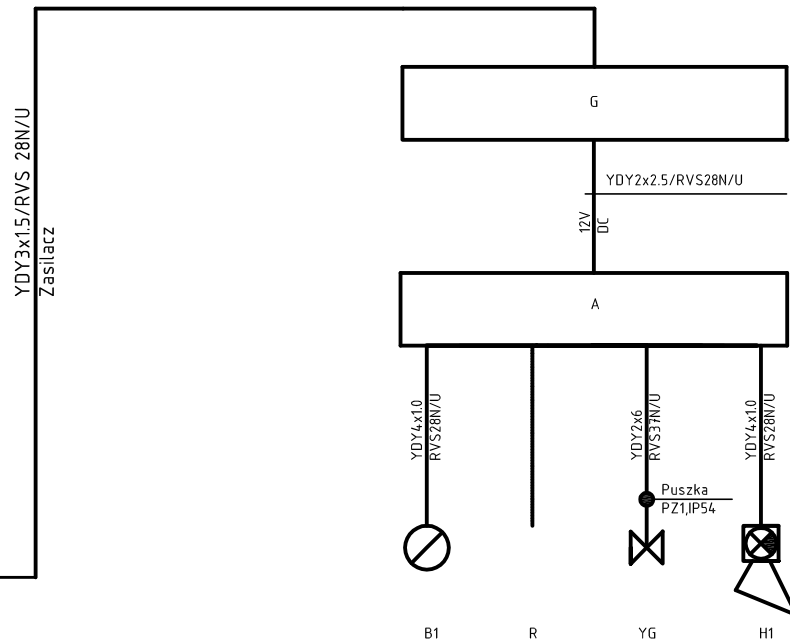 YDY3x1.5/RVS 28N/U
Zasilacz
G
YDY2x2.5/RVS28N/U
12V
DC
A
YDY4x1.0
RVS28N/U
YDY2x6
RVS37N/U
YDY4x1.0
RVS28N/U
Puszka
PZ1,IP54
B1
R
YG
H1